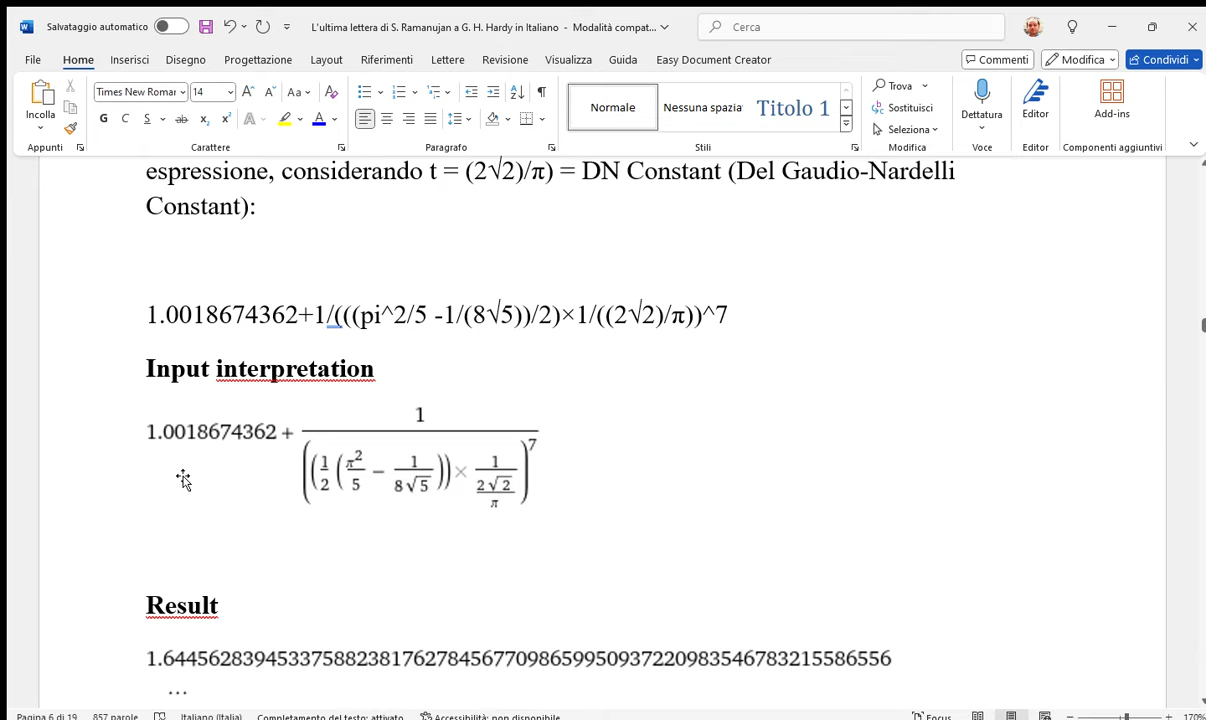 Salvataggio automatico
L'ultima lettera di S. Ramanujan a G. H. Hardy in Italiano - Modalità compat...
Cerca
File Home Inserisci Disegno Progettazione Layout Riferimenti Lettere Revisione Visualizza Guida Easy Document Creator
Commenti Modifica Condividi
Incolla
Times New Roman 14
G C S
Normale
Nessuna spazia
Titolo 1
Trova
Sostituisci
Seleziona
Dettatura
Editor
Add-ins
Appunti Carattere Paragrafo Stili Modifica Voce Editor Componenti aggiuntivi
espressione, considerando t = (2√2)/π) = DN Constant (Del Gaudio-Nardelli
Constant):
1.0018674362+1/(((pi^2/5 -1/(8√5))/2)×1/((2√2)/π))^7
Input interpretation
1.0018674362 + 1 / ((1/2 (π^2/5 − 1/(8√5))) × 1/(2√2/π))^7
Result
1.6445628394533758823817627845677098659950937220983546783215586556
...
Pagina 6 di 19 857 parole Italiano (Italia) Completamento del testo: attivato Accessibilità: non disponibile Focus 170%